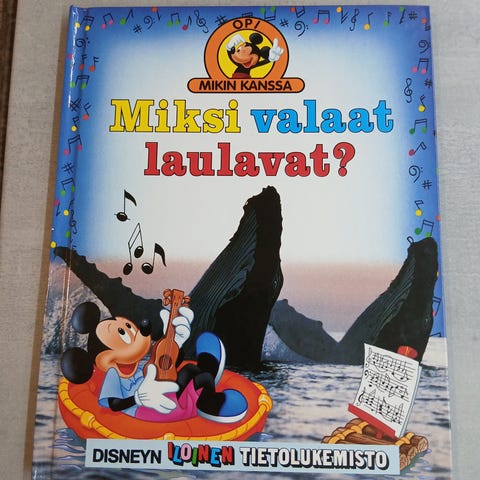 OPI
MIKIN KANSSA
Miksi valaat
laulavat?
DISNEYN ILOINEN TIETOLUKEMISTO